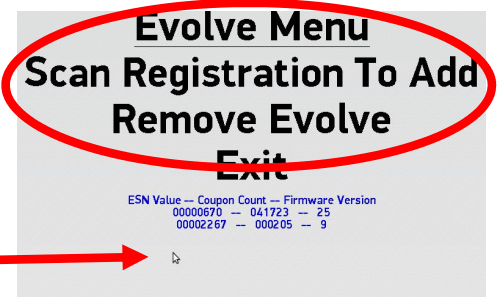 Evolve Menu
Scan Registration To Add
Remove Evolve
Exit
ESN Value -- Coupon Count -- Firmware Version
00000670 -- 041723 -- 25
00002267 -- 000205 -- 9